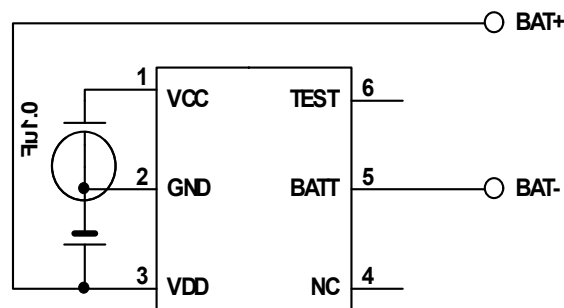 BAT+
1
VCC
TEST
6
0.1uF
2
GND
BATT
5
BAT-
3
VDD
NC
4